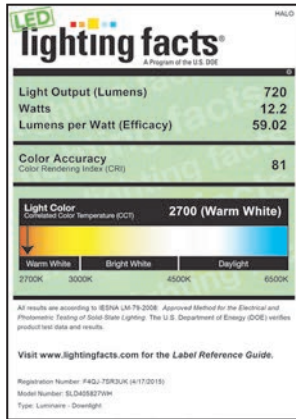 LED
HALO
lighting facts®
A Program of the U.S. DOE
Light Output (Lumens) 720
Watts 12.2
Lumens per Watt (Efficacy) 59.02
Color Accuracy
Color Rendering Index (CRI) 81
Light Color
Correlated Color Temperature (CCT) 2700 (Warm White)
Warm White Bright White Daylight
2700K 3000K 4500K 6500K
All results are according to IESNA LM-79-2008: Approved Method for the Electrical and
Photometric Testing of Solid-State Lighting. The U.S. Department of Energy (DOE) verifies
product test data and results.
Visit www.lightingfacts.com for the Label Reference Guide.
Registration Number: F4QJ-7SR3UK (4/17/2015)
Model Number: SLD405827WH
Type: Luminaire - Downlight